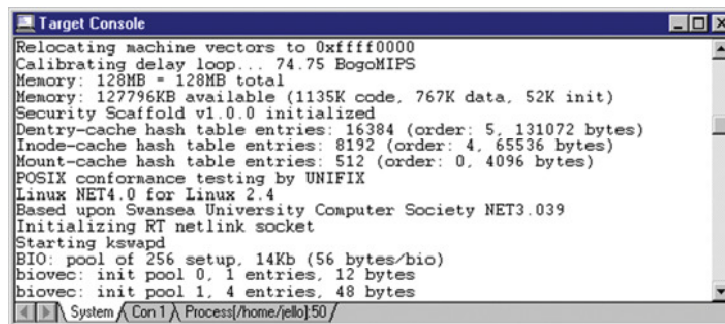 Target Console
Relocating machine vectors to 0xffff0000
Calibrating delay loop... 74.75 BogoMIPS
Memory: 128MB = 128MB total
Memory: 127796KB available (1135K code, 767K data, 52K init)
Security Scaffold v1.0.0 initialized
Dentry-cache hash table entries: 16384 (order: 5, 131072 bytes)
Inode-cache hash table entries: 8192 (order: 4, 65536 bytes)
Mount-cache hash table entries: 512 (order: 0, 4096 bytes)
POSIX conformance testing by UNIFIX
Linux NET4.0 for Linux 2.4
Based upon Swansea University Computer Society NET3.039
Initializing RT netlink socket
Starting kswapd
BIO: pool of 256 setup, 14Kb (56 bytes/bio)
biovec: init pool 0, 1 entries, 12 bytes
biovec: init pool 1, 4 entries, 48 bytes
System Con 1 Process[/home/jello]:50